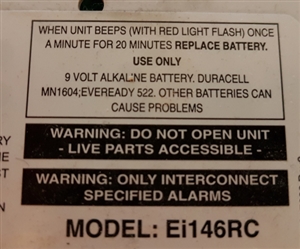 WHEN UNIT BEEPS (WITH RED LIGHT FLASH) ONCE
A MINUTE FOR 20 MINUTES REPLACE BATTERY.
USE ONLY
9 VOLT ALKALINE BATTERY. DURACELL
MN1604;EVEREADY 522. OTHER BATTERIES CAN
CAUSE PROBLEMS
WARNING: DO NOT OPEN UNIT
- LIVE PARTS ACCESSIBLE -
WARNING: ONLY INTERCONNECT
SPECIFIED ALARMS
MODEL: Ei146RC